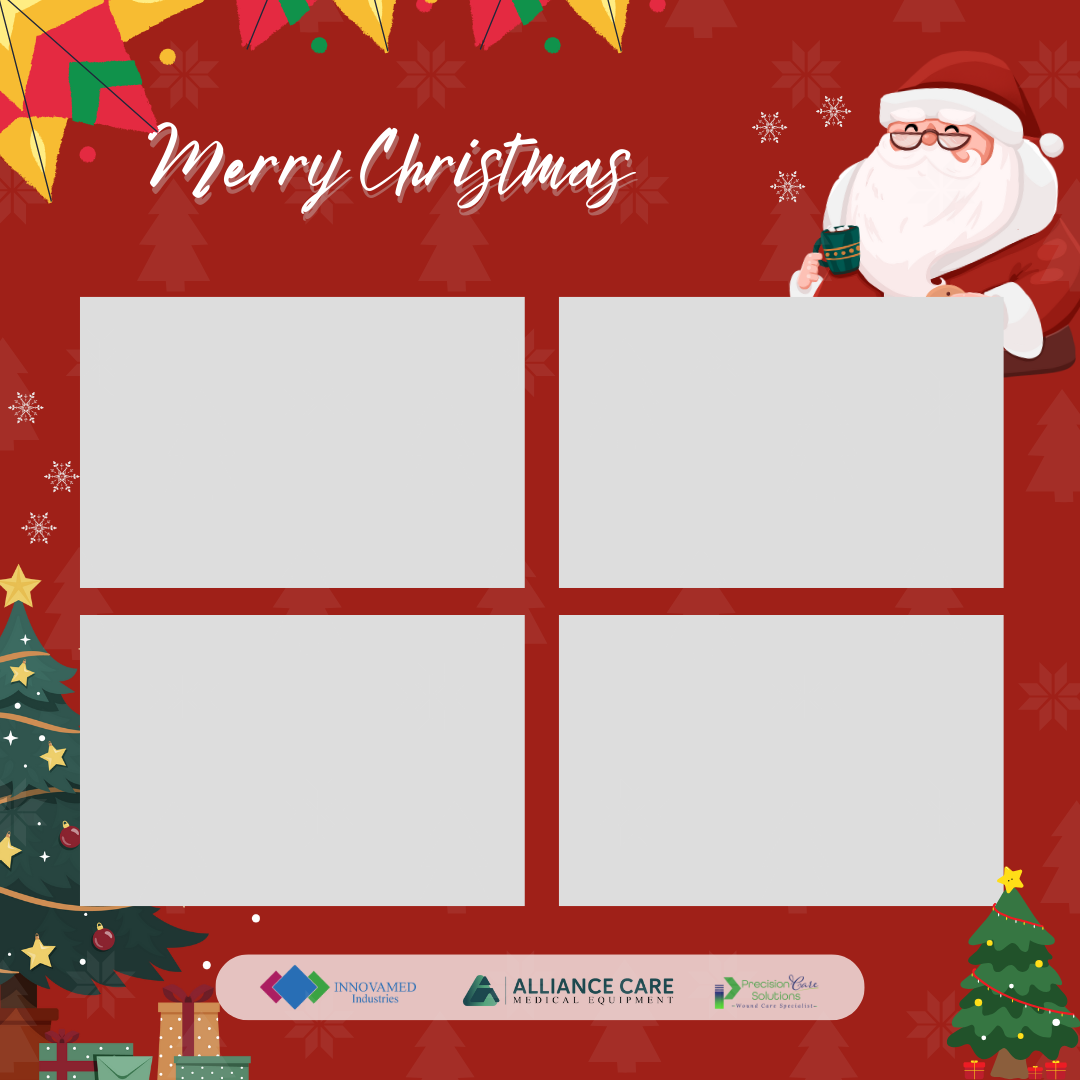 Merry Christmas
INNOVAMED
Industries
ALLIANCE CARE
MEDICAL EQUIPMENT
Precision Care
Solutions
~Wound Care Specialist~